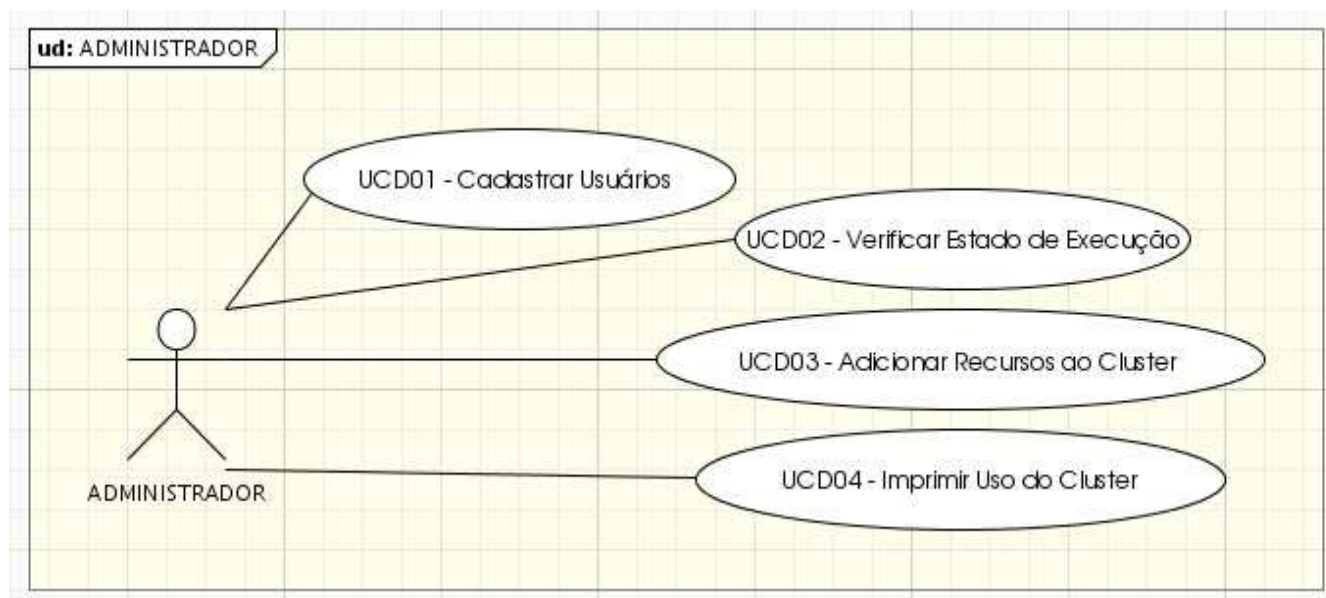 ud: ADMINISTRADOR
UCD01 - Cadastrar Usuários
UCD02 - Verificar Estado de Execução
UCD03 - Adicionar Recursos ao Cluster
UCD04 - Imprimir Uso do Cluster
ADMINISTRADOR